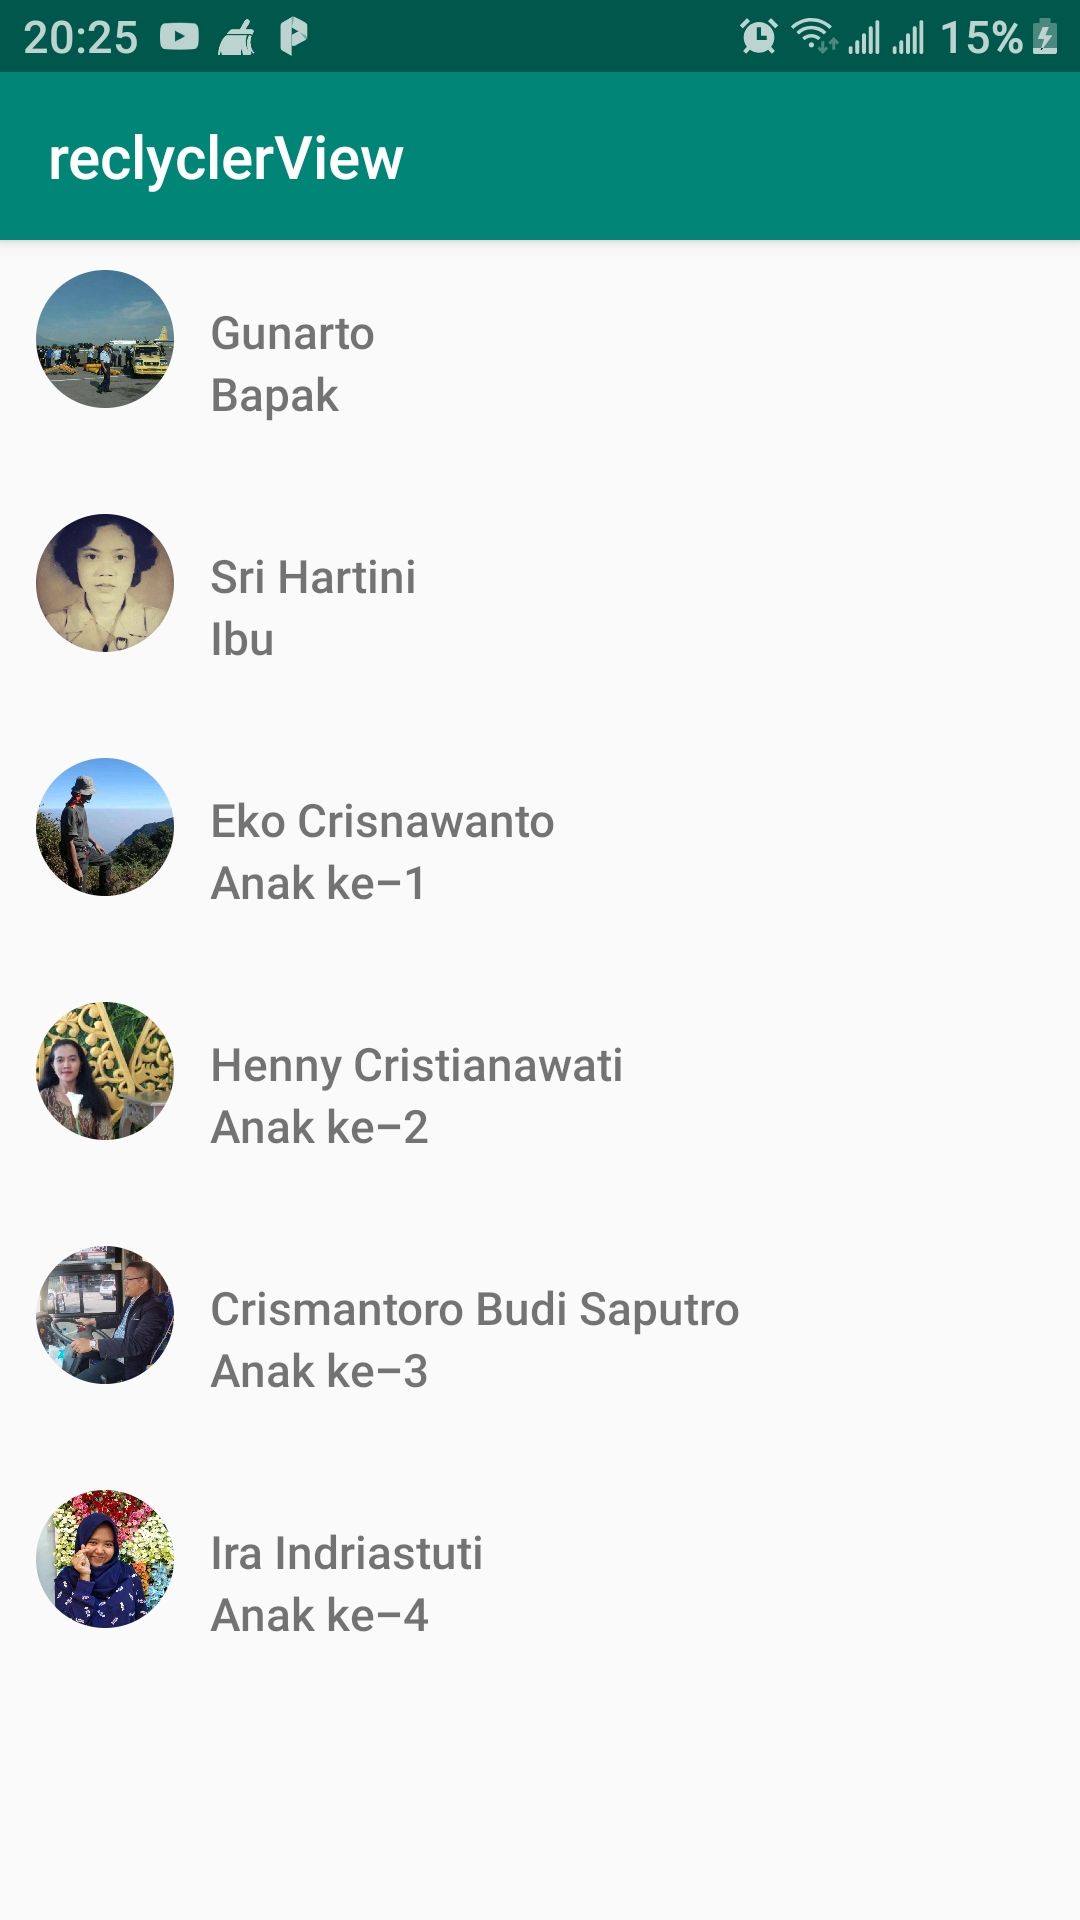 20:25 15%
reclyclerView
Gunarto
Bapak
Sri Hartini
Ibu
Eko Crisnawanto
Anak ke-1
Henny Cristianawati
Anak ke-2
Crismantoro Budi Saputro
Anak ke-3
Ira Indriastuti
Anak ke-4